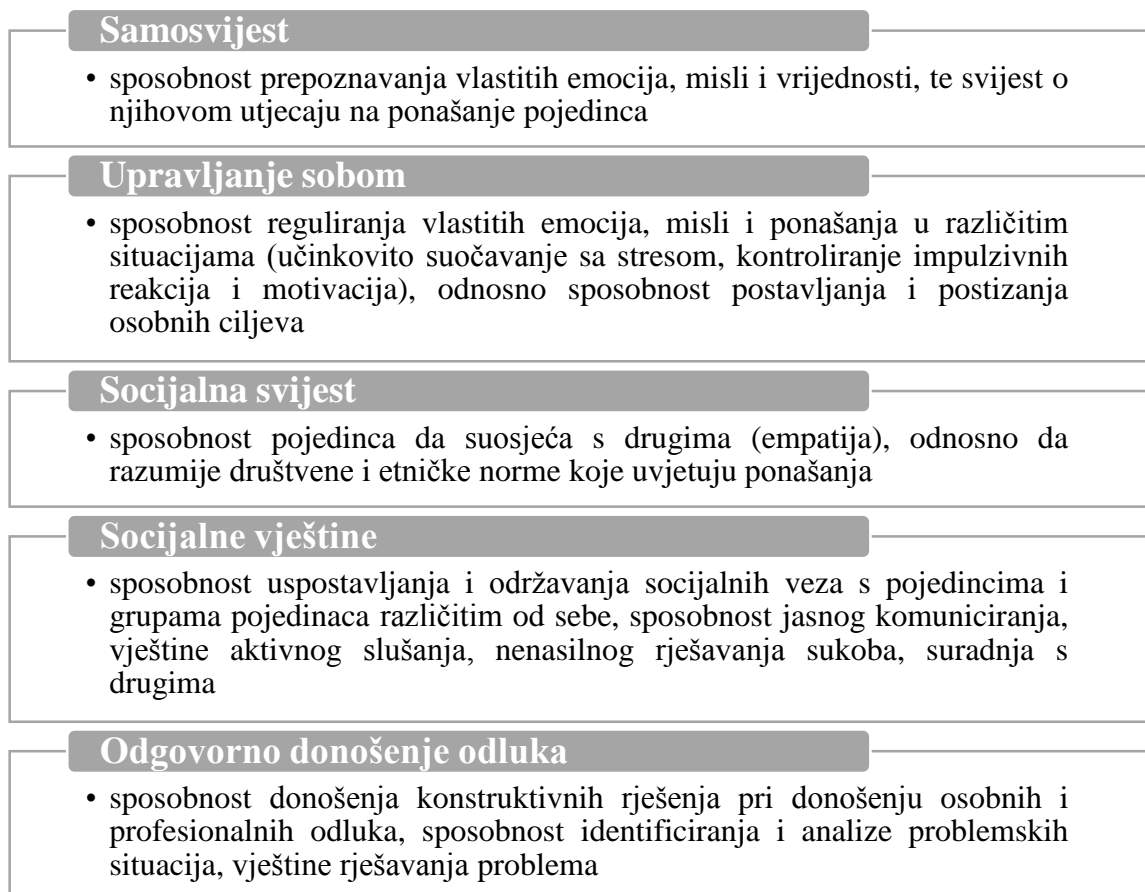 Samosvijest
• sposobnost prepoznavanja vlastitih emocija, misli i vrijednosti, te svijest o
njihovom utjecaju na ponašanje pojedinca
Upravljanje sobom
• sposobnost reguliranja vlastitih emocija, misli i ponašanja u različitim
situacijama (učinkovito suočavanje sa stresom, kontroliranje impulzivnih
reakcija i motivacija), odnosno sposobnost postavljanja i postizanja
osobnih ciljeva
Socijalna svijest
• sposobnost pojedinca da suosjeća s drugima (empatija), odnosno da
razumije društvene i etničke norme koje uvjetuju ponašanja
Socijalne vještine
• sposobnost uspostavljanja i održavanja socijalnih veza s pojedincima i
grupama pojedinaca različitim od sebe, sposobnost jasnog komuniciranja,
vještine aktivnog slušanja, nenasilnog rješavanja sukoba, suradnja s
drugima
Odgovorno donošenje odluka
• sposobnost donošenja konstruktivnih rješenja pri donošenju osobnih i
profesionalnih odluka, sposobnost identificiranja i analize problemskih
situacija, vještine rješavanja problema